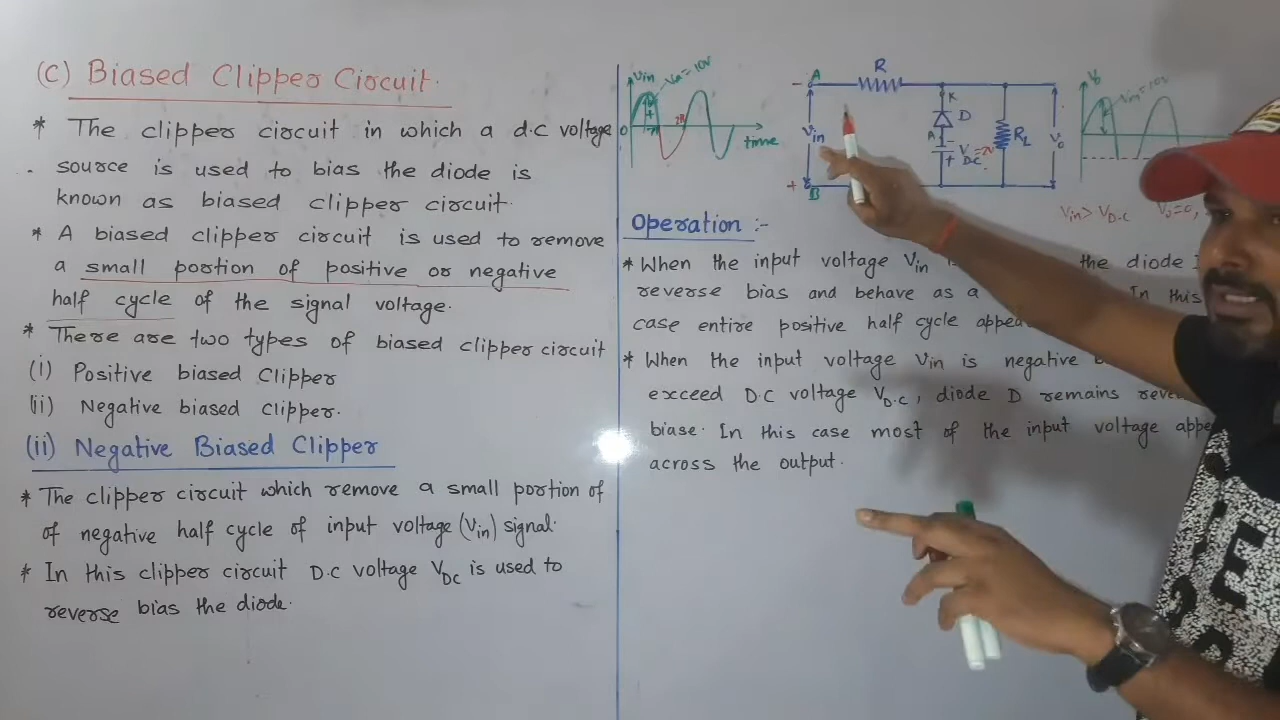 (C) Biased Clipper Circuit.
* The clipper circuit in which a d.c voltage
source is used to bias the diode is
known as biased clipper circuit.
* A biased clipper circuit is used to remove
a small portion of positive or negative
half cycle of the signal voltage.
* There are two types of biased clipper circuit
(i) Positive biased Clipper
(ii) Negative biased Clipper.
(ii) Negative Biased Clipper
* The clipper circuit which remove a small portion of
of negative half cycle of input voltage (Vin) signal.
* In this clipper circuit D.C voltage VDC is used to
reverse bias the diode.
Vin
Vm = 10V
0
time
R
- A
K
D
A
Vin
V DC = 2V
RL
Vo
+ B
Vin > VD.C Vo = 0,
Operation :-
* When the input voltage Vin the diode
reverse bias and behave as a In this
case entire positive half cycle
* When the input voltage Vin is negative
exceed D.C voltage VD.C, diode D remains
biase. In this case most of the input voltage
across the output.